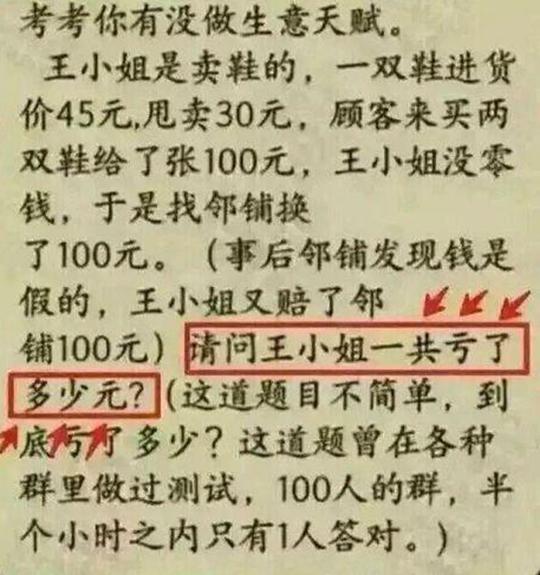 考考你有没做生意天赋。
王小姐是卖鞋的，一双鞋进货
价45元,甩卖30元，顾客来买两
双鞋给了张100元，王小姐没零
钱，于是找邻铺换
了100元。（事后邻铺发现钱是
假的，王小姐又赔了邻
铺100元）请问王小姐一共亏了
多少元？（这道题目不简单，到
底亏了多少？这道题曾在各种
群里做过测试，100人的群，半
个小时之内只有1人答对。）